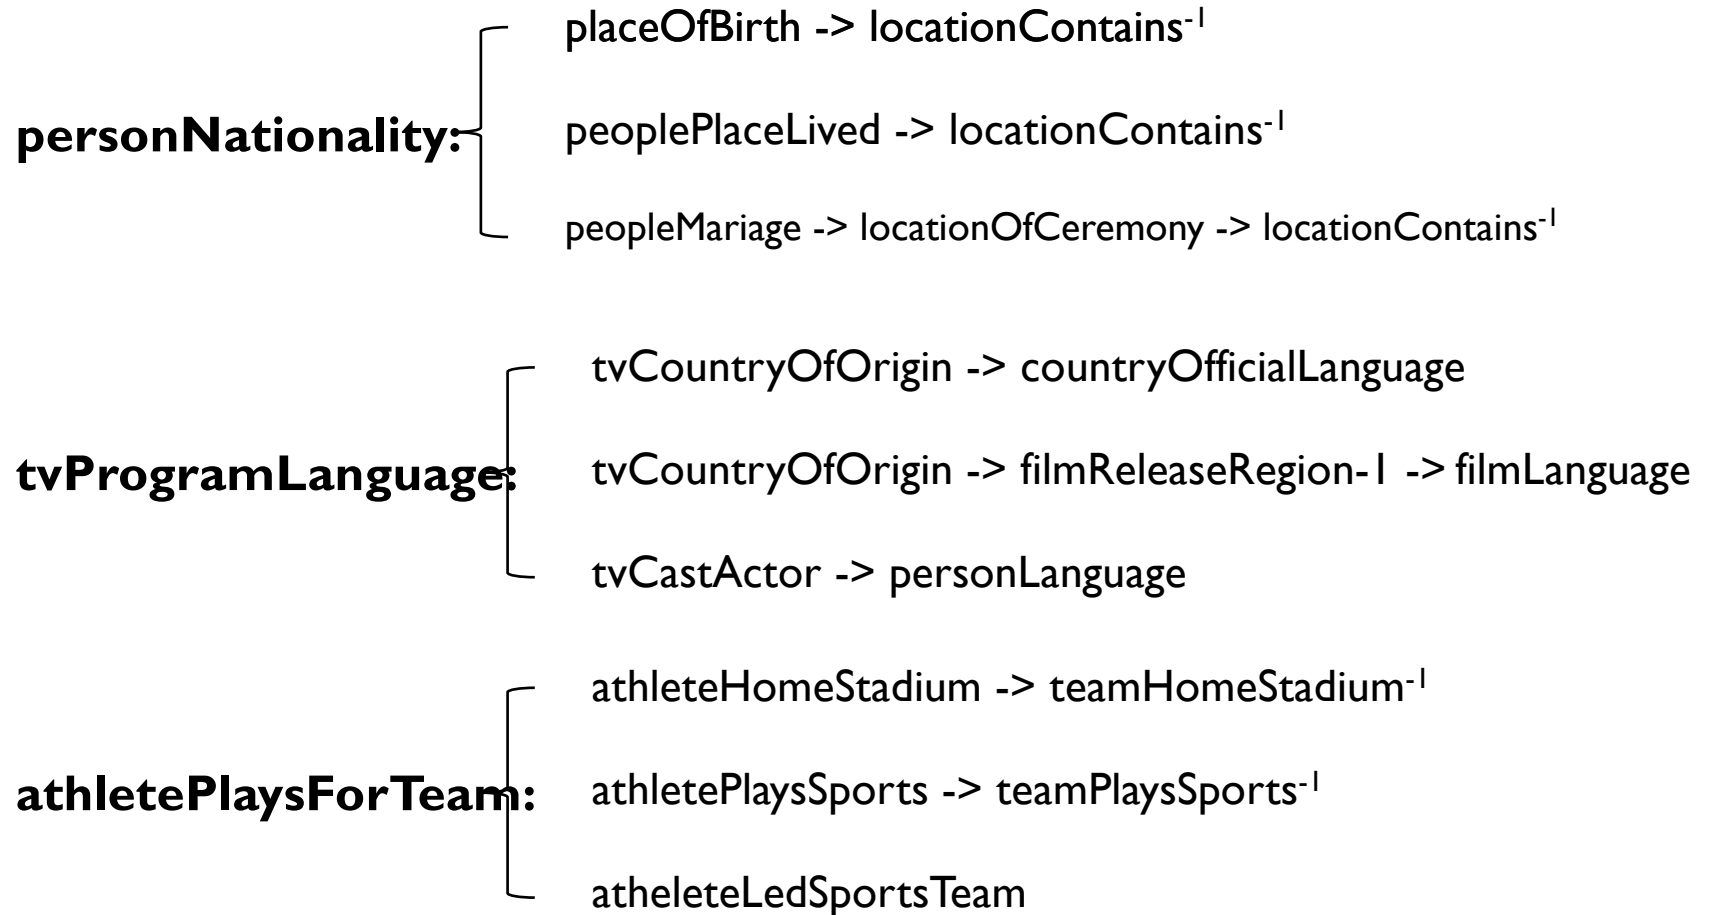 placeOfBirth -> locationContains⁻¹
personNationality:
peoplePlaceLived -> locationContains⁻¹
peopleMariage -> locationOfCeremony -> locationContains⁻¹
tvCountryOfOrigin -> countryOfficialLanguage
tvProgramLanguage:
tvCountryOfOrigin -> filmReleaseRegion-1 -> filmLanguage
tvCastActor -> personLanguage
athleteHomeStadium -> teamHomeStadium⁻¹
athletePlaysForTeam:
athletePlaysSports -> teamPlaysSports⁻¹
atheleteLedSportsTeam